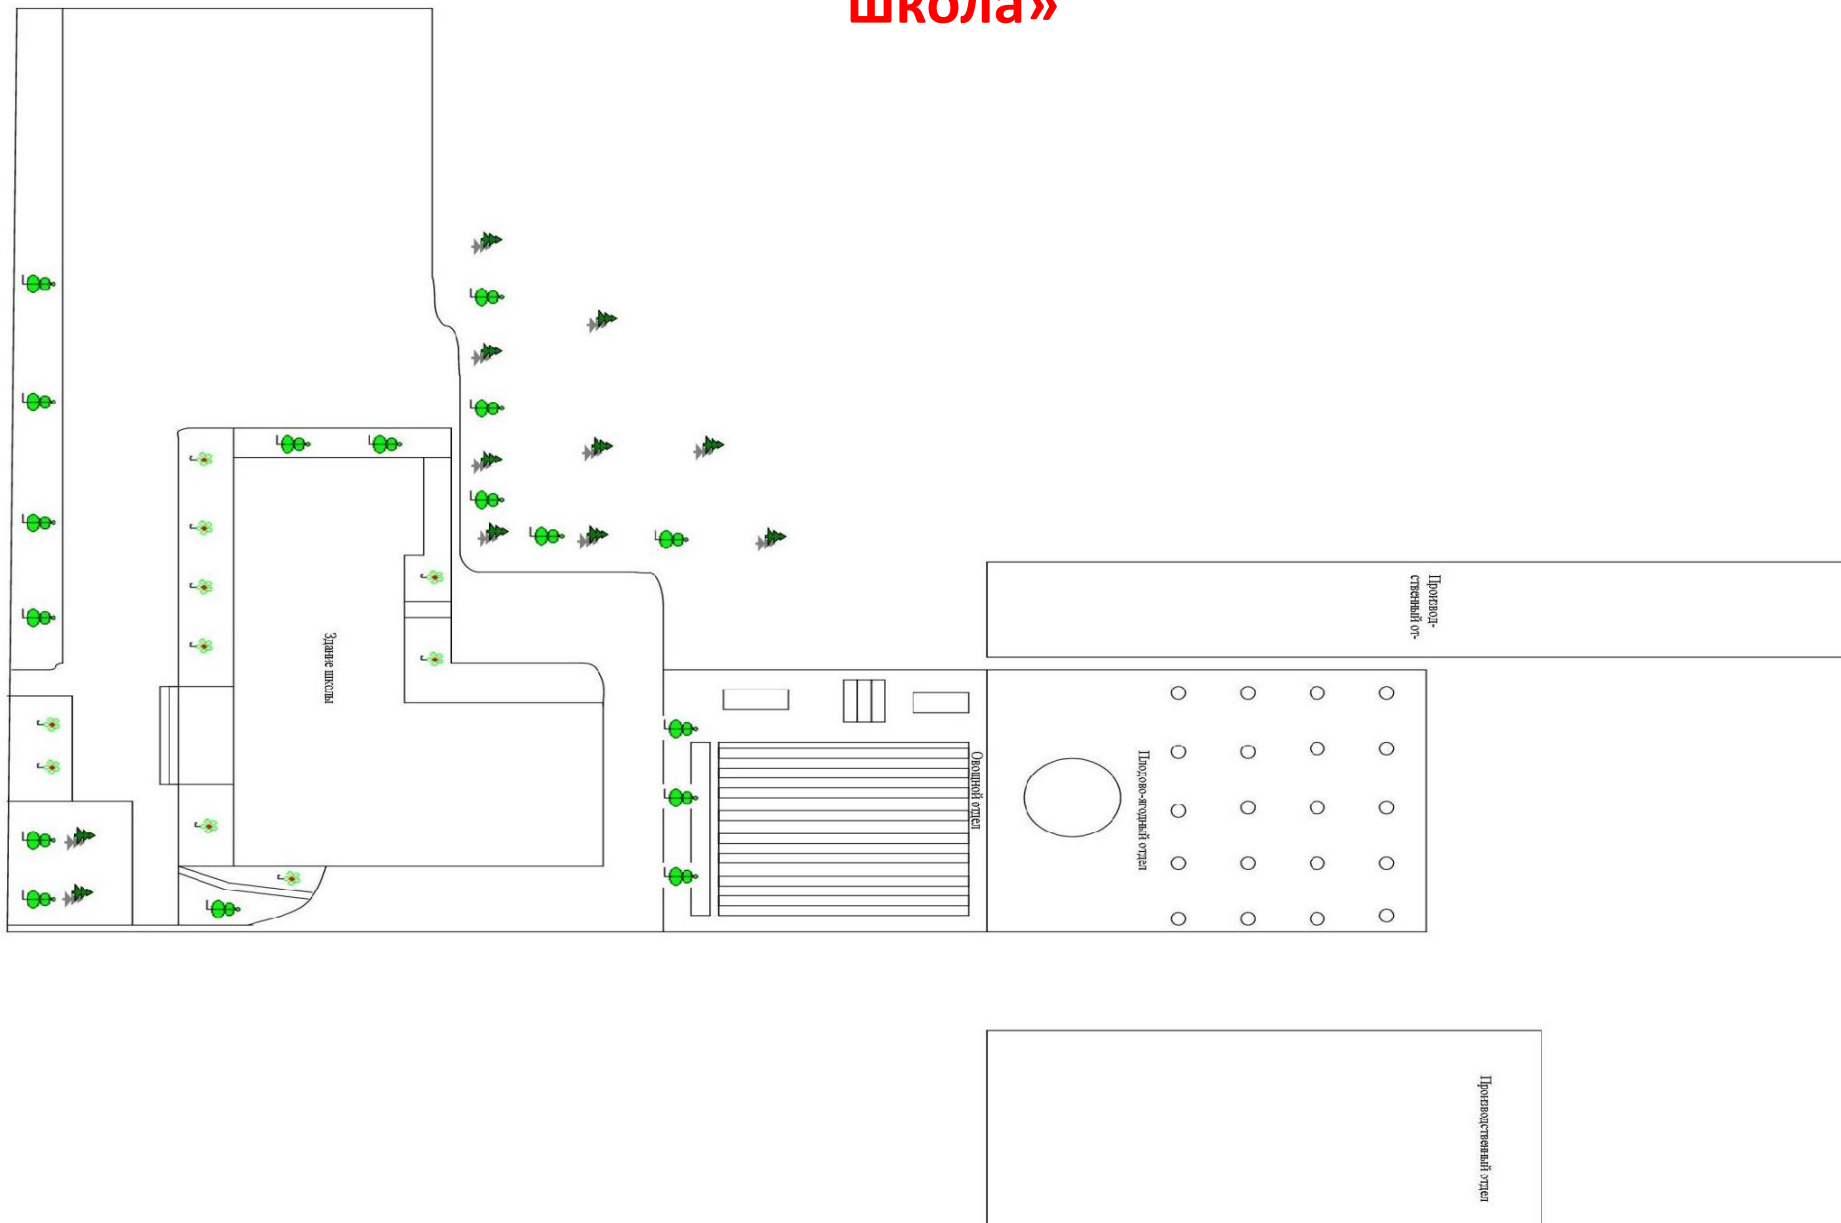 школа»
Производ-
ственный от-
Здание школы
Овощной отдел
Плодово-ягодный отдел
Производственный отдел